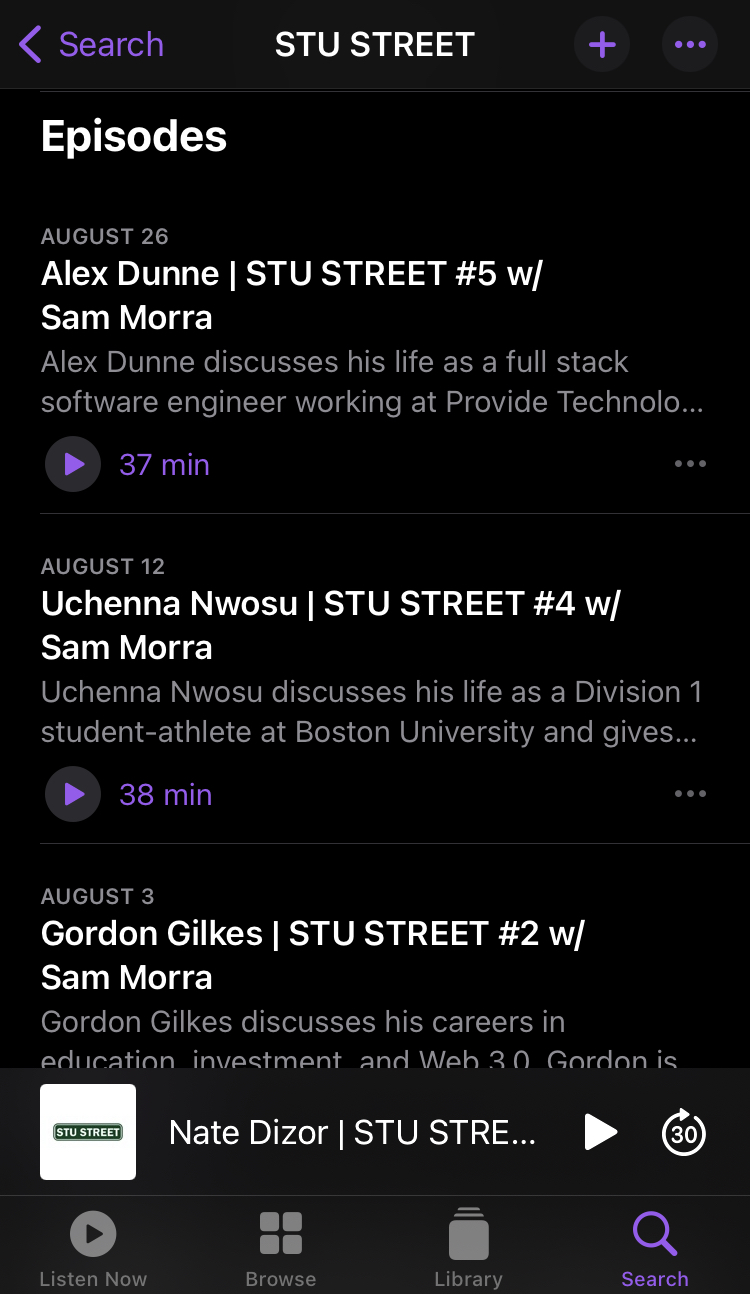 Search
STU STREET
Episodes
AUGUST 26
Alex Dunne | STU STREET #5 w/
Sam Morra
Alex Dunne discusses his life as a full stack
software engineer working at Provide Technolo...
37 min
AUGUST 12
Uchenna Nwosu | STU STREET #4 w/
Sam Morra
Uchenna Nwosu discusses his life as a Division 1
student-athlete at Boston University and gives...
38 min
AUGUST 3
Gordon Gilkes | STU STREET #2 w/
Sam Morra
Gordon Gilkes discusses his careers in
education, investment, and Web 3.0. Gordon is
STU STREET
Nate Dizor | STU STRE...
30
Listen Now
Browse
Library
Search